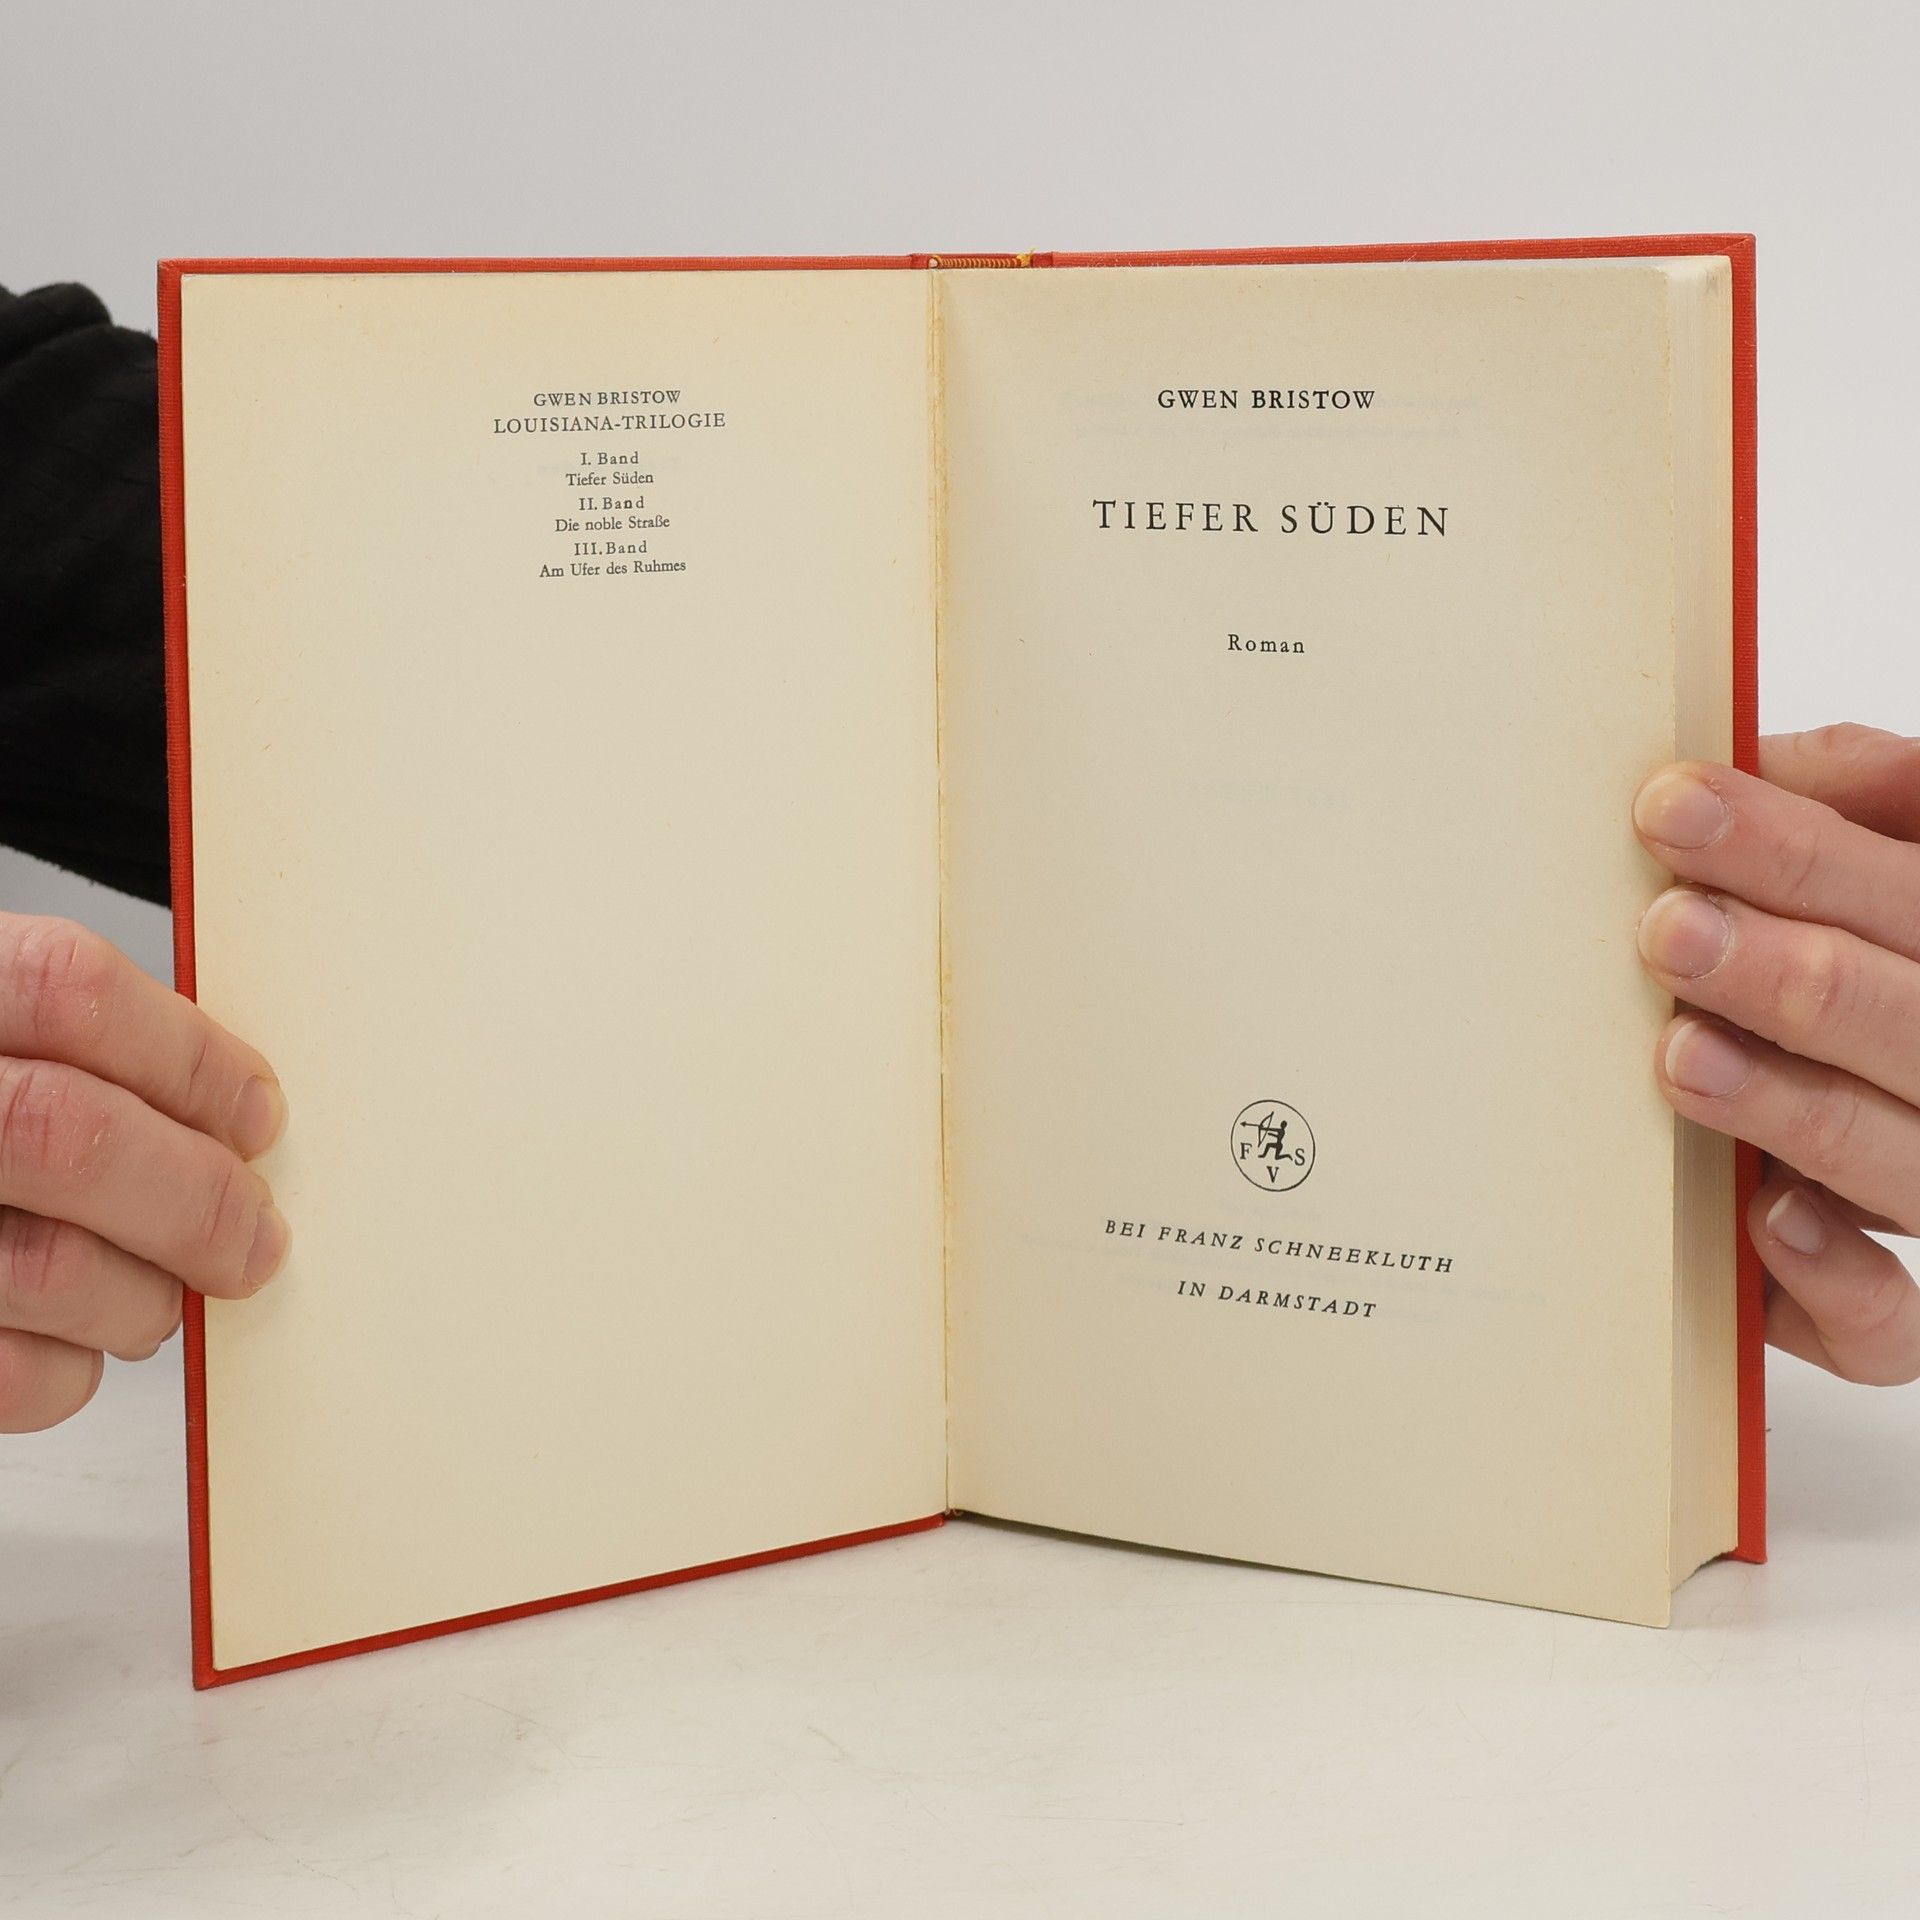 GWEN BRISTOW
LOUISIANA-TRILOGIE
I. Band
Tiefer Süden
II. Band
Die noble Straße
III. Band
Am Ufer des Ruhmes
GWEN BRISTOW
TIEFER SÜDEN
Roman
F S
V
BEI FRANZ SCHNEEKLUTH
IN DARMSTADT